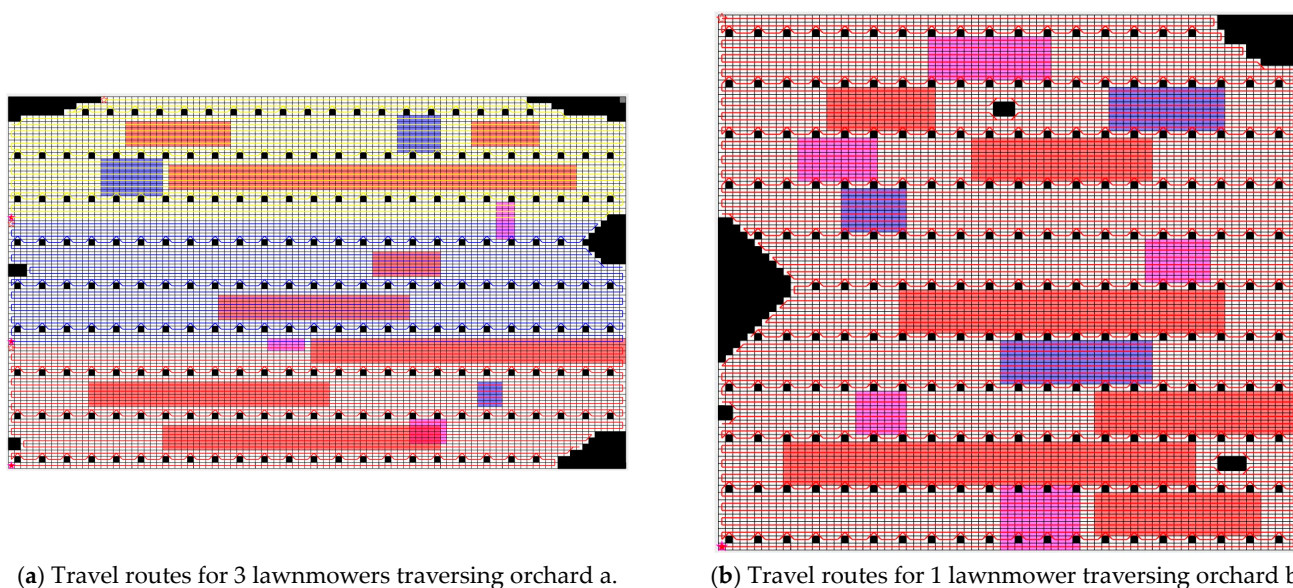 (a) Travel routes for 3 lawnmowers traversing orchard a.
(b) Travel routes for 1 lawnmower traversing orchard b